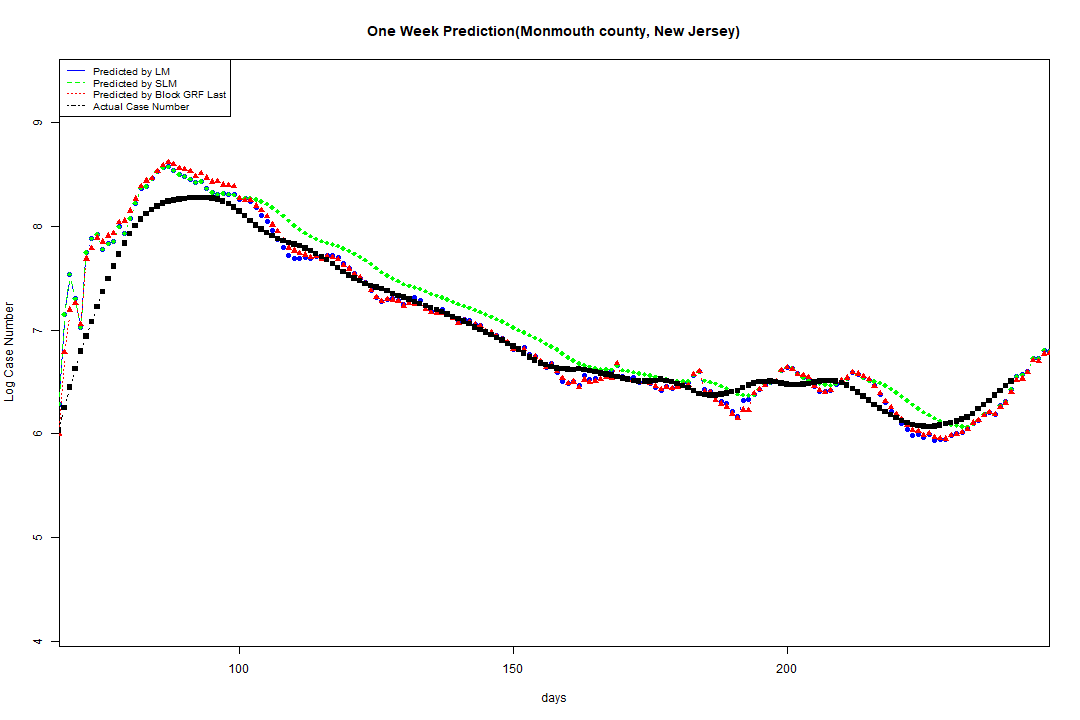 One Week Prediction(Monmouth county, New Jersey)
Predicted by LM
Predicted by SLM
Predicted by Block GRF Last
Actual Case Number
Log Case Number
9
8
7
6
5
4
100 150 200
days